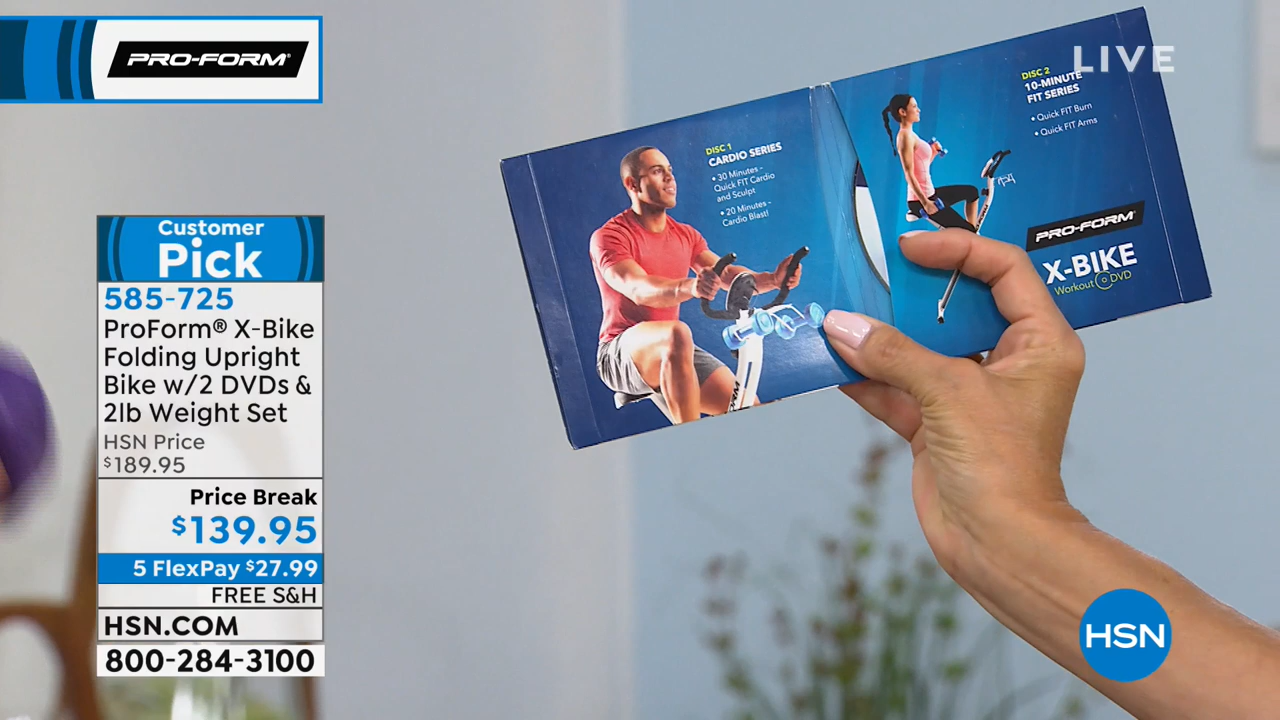 PRO-FORM®
LIVE
Customer
Pick
585-725
ProForm® X-Bike
Folding Upright
Bike w/2 DVDs &
2lb Weight Set
HSN Price
$189.95
Price Break
$139.95
5 FlexPay $27.99
FREE S&H
HSN.COM
800-284-3100
DISC 1
CARDIO SERIES
• 30 Minutes –
Quick FIT Cardio
and Sculpt
• 20 Minutes –
Cardio Blast!
DISC 2
10-MINUTE
FIT SERIES
• Quick FIT Burn
• Quick FIT Arms
PRO-FORM®
X-BIKE
Workout DVD
HSN